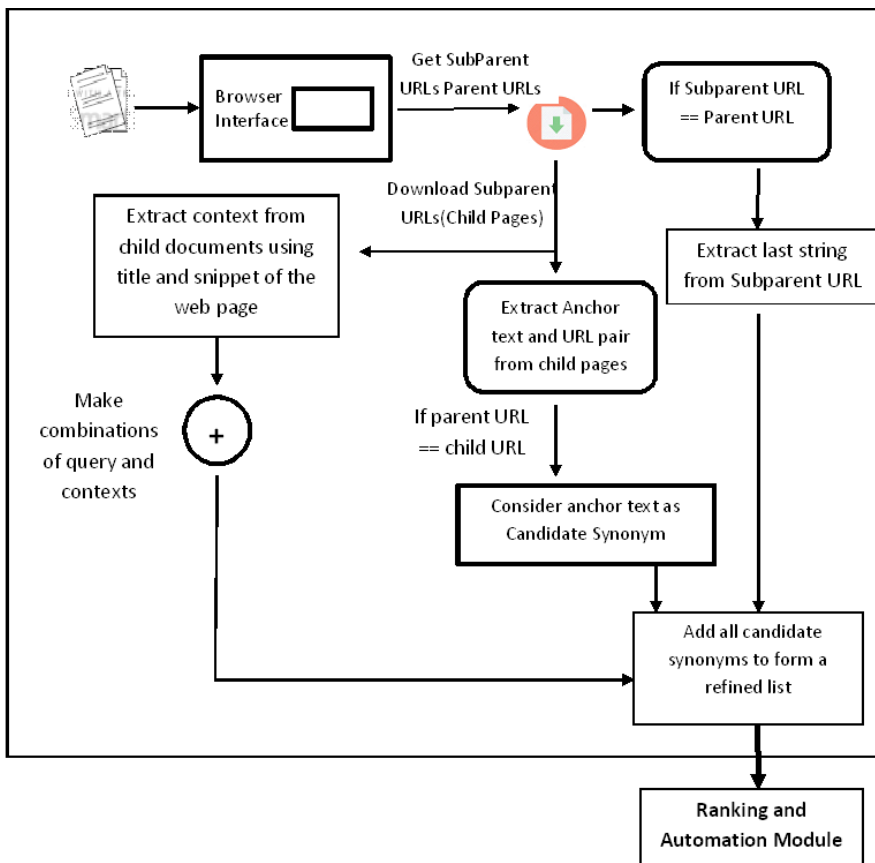 Browser
Interface
Get SubParent
URLs Parent URLs
If Subparent URL
== Parent URL
Download Subparent
URLs(Child Pages)
Extract context from
child documents using
title and snippet of the
web page
Extract last string
from Subparent URL
Extract Anchor
text and URL pair
from child pages
Make
combinations
of query and
contexts
+
If parent URL
== child URL
Consider anchor text as
Candidate Synonym
Add all candidate
synonyms to form a
refined list
Ranking and
Automation Module